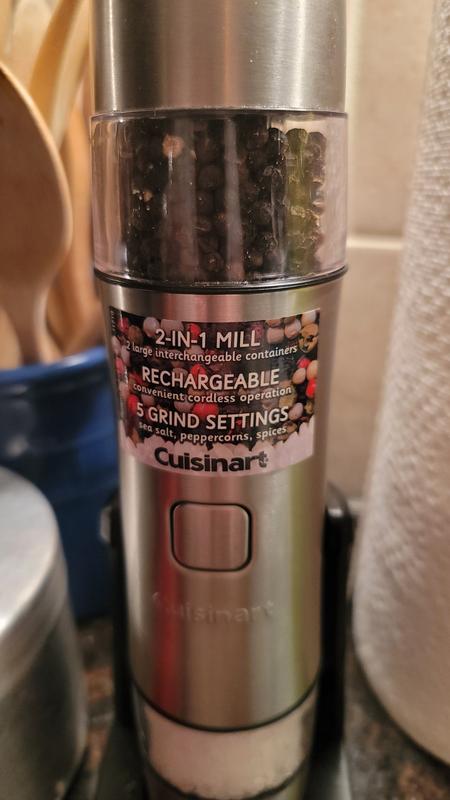 2-IN-1 MILL
2 large interchangeable containers
RECHARGEABLE
convenient cordless operation
5 GRIND SETTINGS
sea salt, peppercorns, spices
Cuisinart
Cuisinart